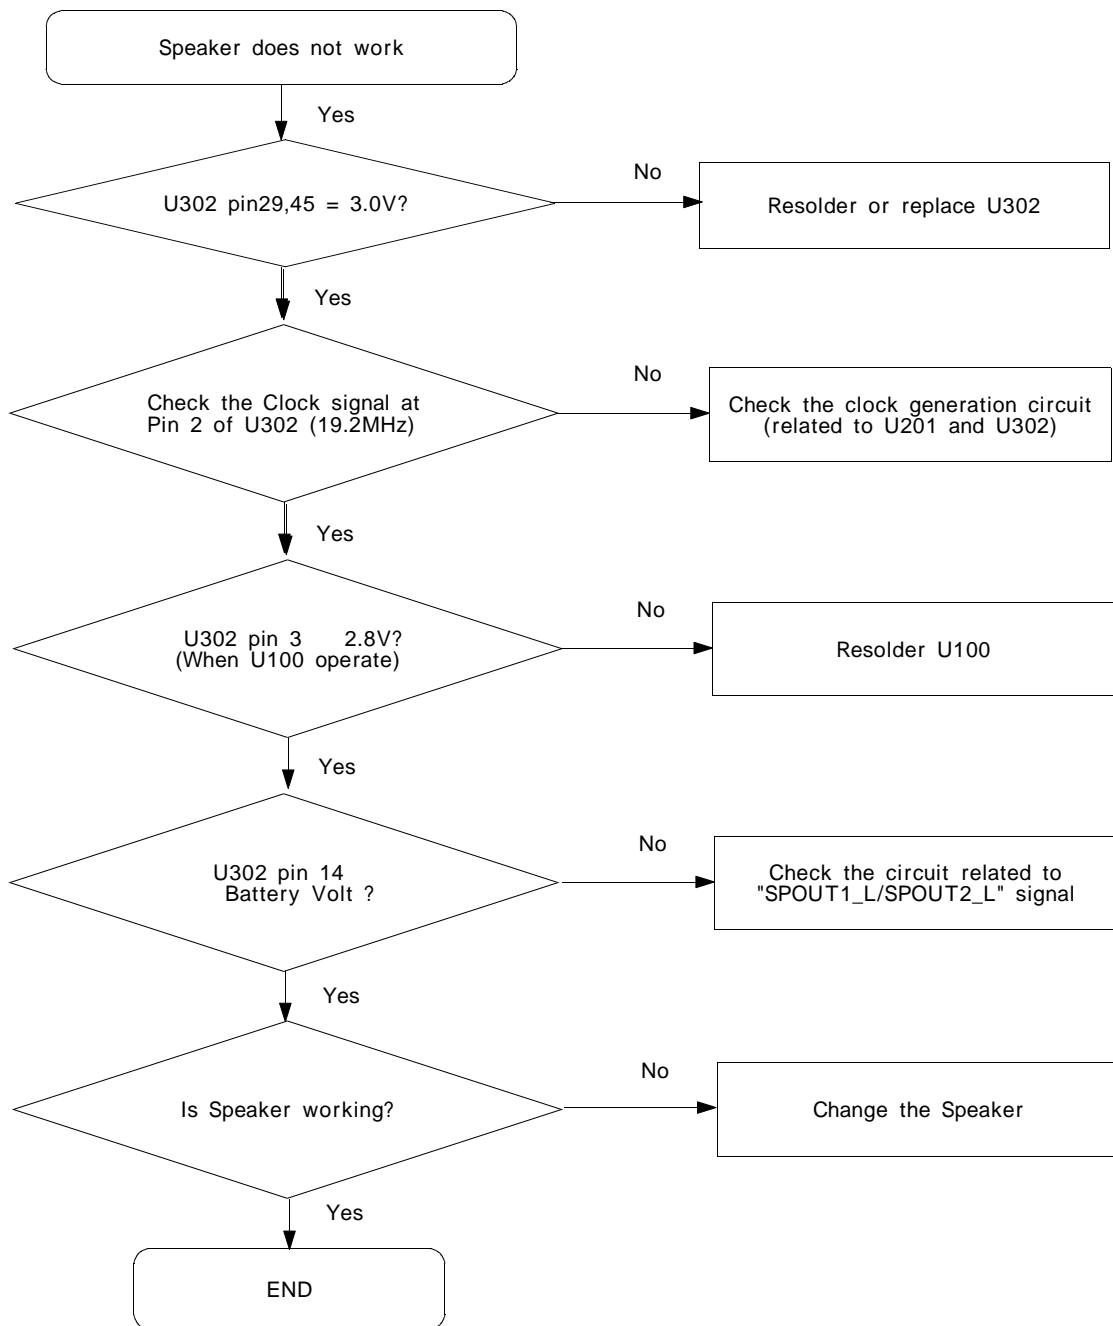 Speaker does not work
Yes
U302 pin29,45 = 3.0V?
No
Resolder or replace U302
Yes
Check the Clock signal at
Pin 2 of U302 (19.2MHz)
No
Check the clock generation circuit
(related to U201 and U302)
Yes
U302 pin 3 2.8V?
(When U100 operate)
No
Resolder U100
Yes
U302 pin 14
Battery Volt ?
No
Check the circuit related to
"SPOUT1_L/SPOUT2_L" signal
Yes
Is Speaker working?
No
Change the Speaker
Yes
END